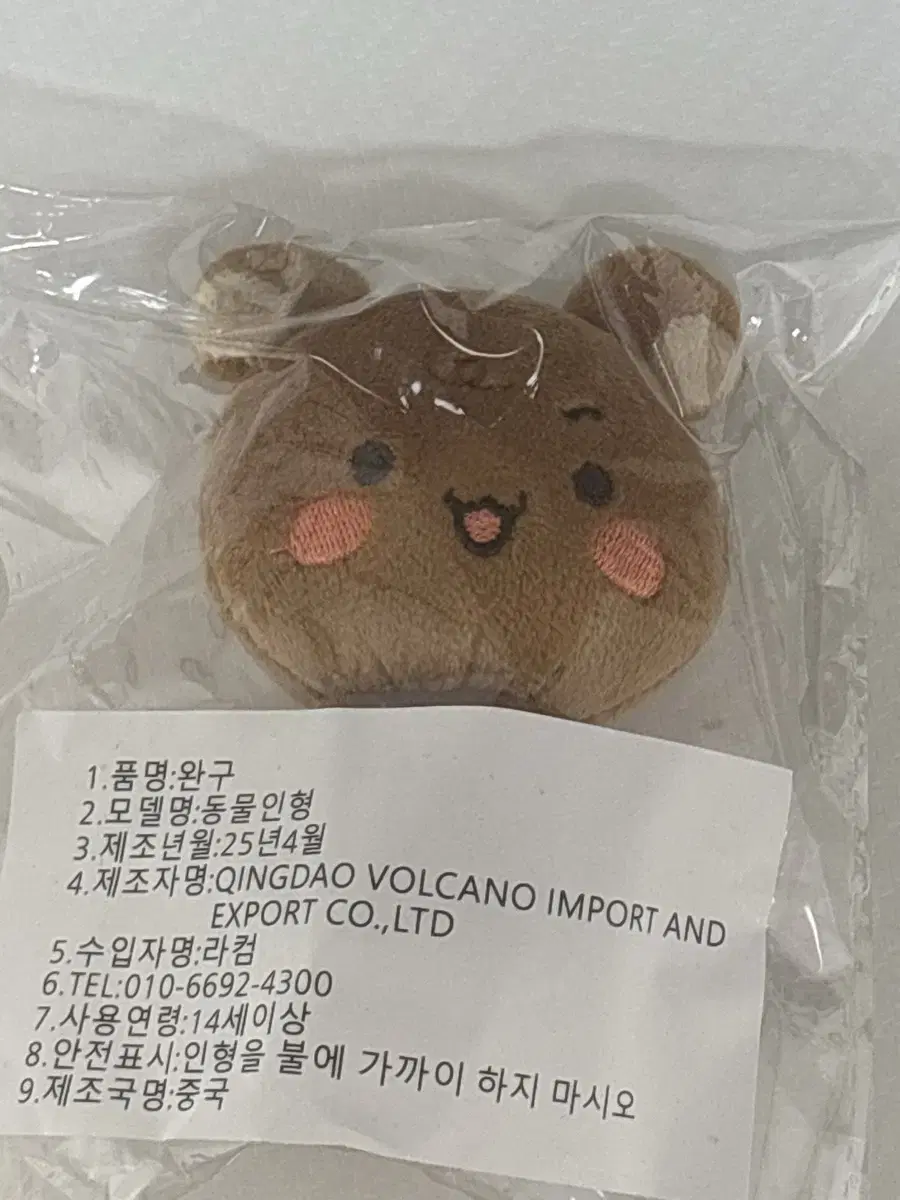 1.품명:완구
2.모델명:동물인형
3.제조년월:25년4월
4.제조자명:QINGDAO VOLCANO IMPORT AND
EXPORT CO.,LTD
5.수입자명:라컴
6.TEL:010-6692-4300
7.사용연령:14세이상
8.안전표시:인형을 불에 가까이 하지 마시오
9.제조국명:중국